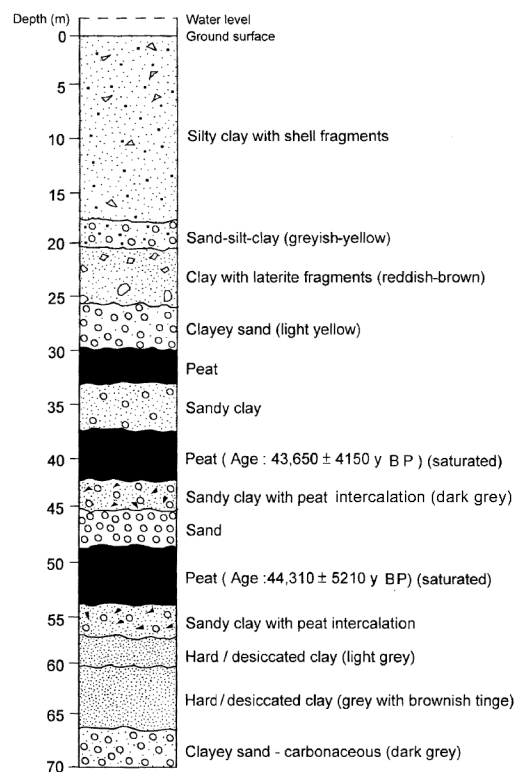 Depth (m)
Water level
0
Ground surface
5
10
Silty clay with shell fragments
15
20
Sand-silt-clay (greyish-yellow)
Clay with laterite fragments (reddish-brown)
25
Clayey sand (light yellow)
30
Peat
35
Sandy clay
40
Peat ( Age : 43,650 ± 4150 y B P ) (saturated)
Sandy clay with peat intercalation (dark grey)
45
Sand
50
Peat (Age :44,310 ± 5210 y BP) (saturated)
55
Sandy clay with peat intercalation
60
Hard / desiccated clay (light grey)
Hard / desiccated clay (grey with brownish tinge)
65
Clayey sand - carbonaceous (dark grey)
70